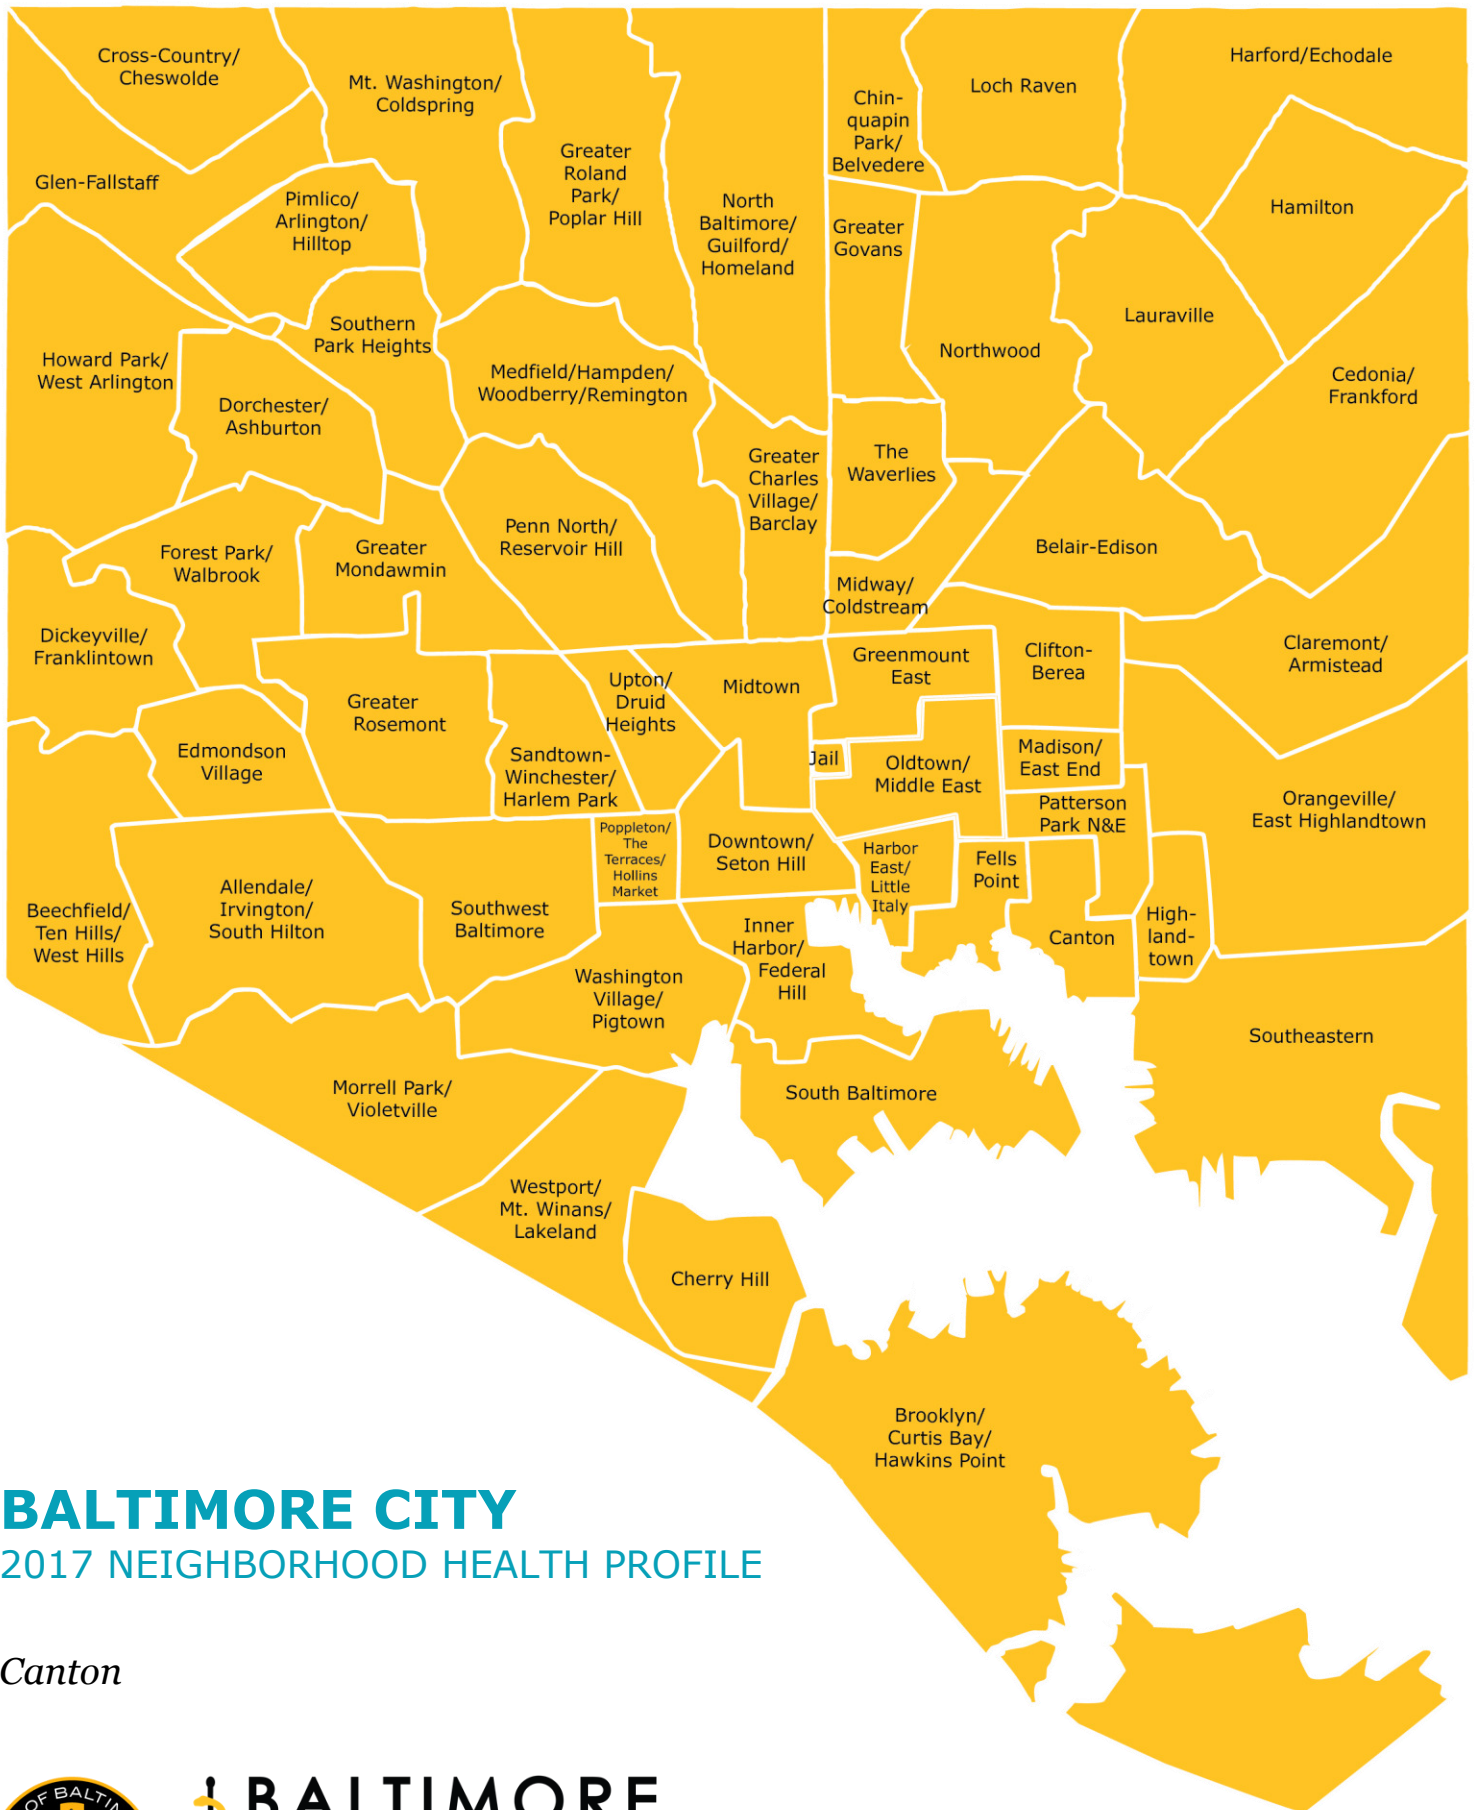 Cross-Country/
Cheswolde
Mt. Washington/
Coldspring
Harford/Echodale
Loch Raven
Chin-
quapin
Park/
Belvedere
Greater
Roland
Park/
Poplar Hill
Glen-Fallstaff
Pimlico/
Arlington/
Hilltop
North
Baltimore/
Guilford/
Homeland
Greater
Govans
Hamilton
Lauraville
Southern
Park Heights
Northwood
Howard Park/
West Arlington
Medfield/Hampden/
Woodberry/Remington
Cedonia/
Frankford
Dorchester/
Ashburton
Greater
Charles
Village/
Barclay
The
Waverlies
Penn North/
Reservoir Hill
Forest Park/
Walbrook
Greater
Mondawmin
Belair-Edison
Midway/
Coldstream
Dickeyville/
Franklintown
Claremont/
Armistead
Greenmount
East
Clifton-
Berea
Upton/
Druid
Heights
Midtown
Greater
Rosemont
Edmondson
Village
Sandtown-
Winchester/
Harlem Park
Jail
Oldtown/
Middle East
Madison/
East End
Patterson
Park N&E
Orangeville/
East Highlandtown
Poppleton/
The
Terraces/
Hollins
Market
Downtown/
Seton Hill
Harbor
East/
Little
Italy
Fells
Point
Allendale/
Irvington/
South Hilton
Beechfield/
Ten Hills/
West Hills
Southwest
Baltimore
Inner
Harbor/
Federal
Hill
Canton
High-
land-
town
Washington
Village/
Pigtown
Southeastern
Morrell Park/
Violetville
South Baltimore
Westport/
Mt. Winans/
Lakeland
Cherry Hill
Brooklyn/
Curtis Bay/
Hawkins Point
BALTIMORE CITY
2017 NEIGHBORHOOD HEALTH PROFILE
Canton
OF BALTIM
BALTIMORE